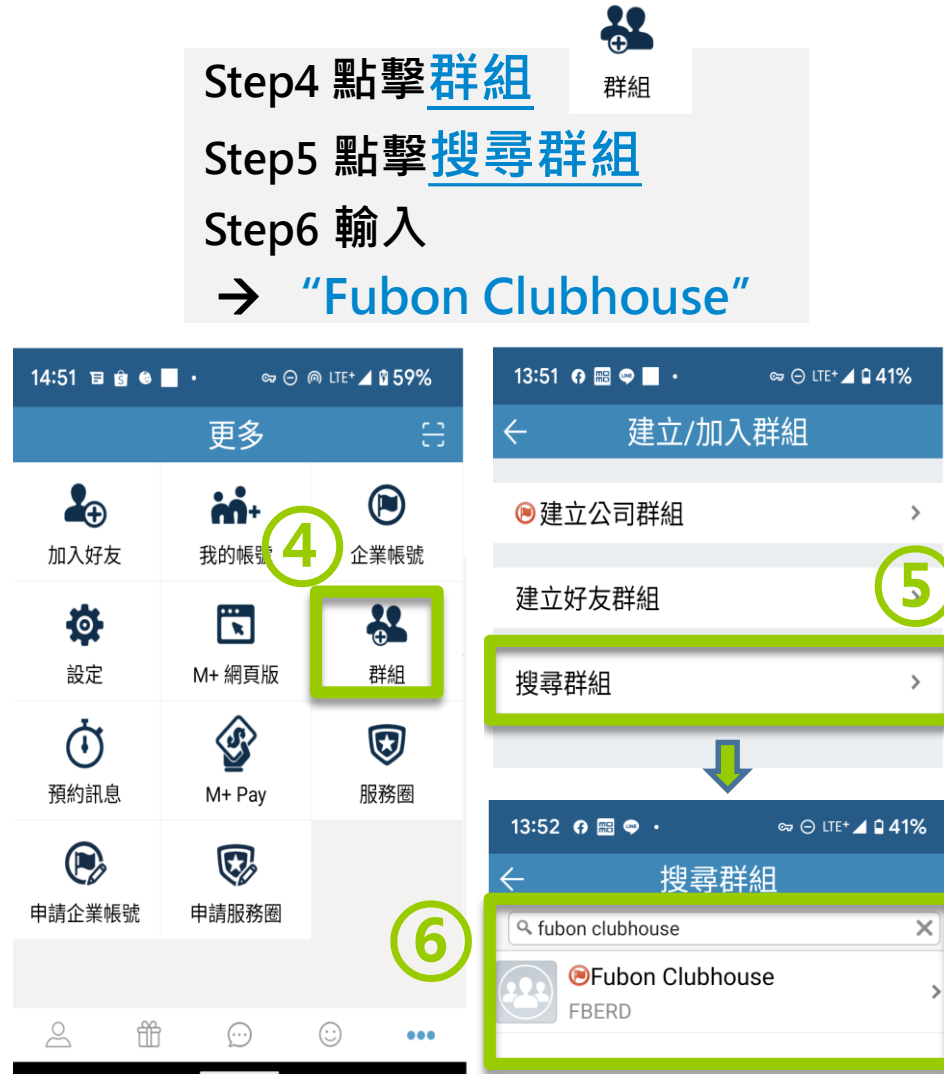 Step4 點擊群組
群組
Step5 點擊搜尋群組
Step6 輸入
→ “Fubon Clubhouse”
14:51 LTE+ 59%
更多
加入好友 我的帳號 企業帳號
④
設定 M+ 網頁版 群組
預約訊息 M+ Pay 服務圈
申請企業帳號 申請服務圈
13:51 LTE+ 41%
建立/加入群組
建立公司群組
建立好友群組
⑤
搜尋群組
13:52 LTE+ 41%
搜尋群組
⑥
fubon clubhouse
Fubon Clubhouse
FBERD